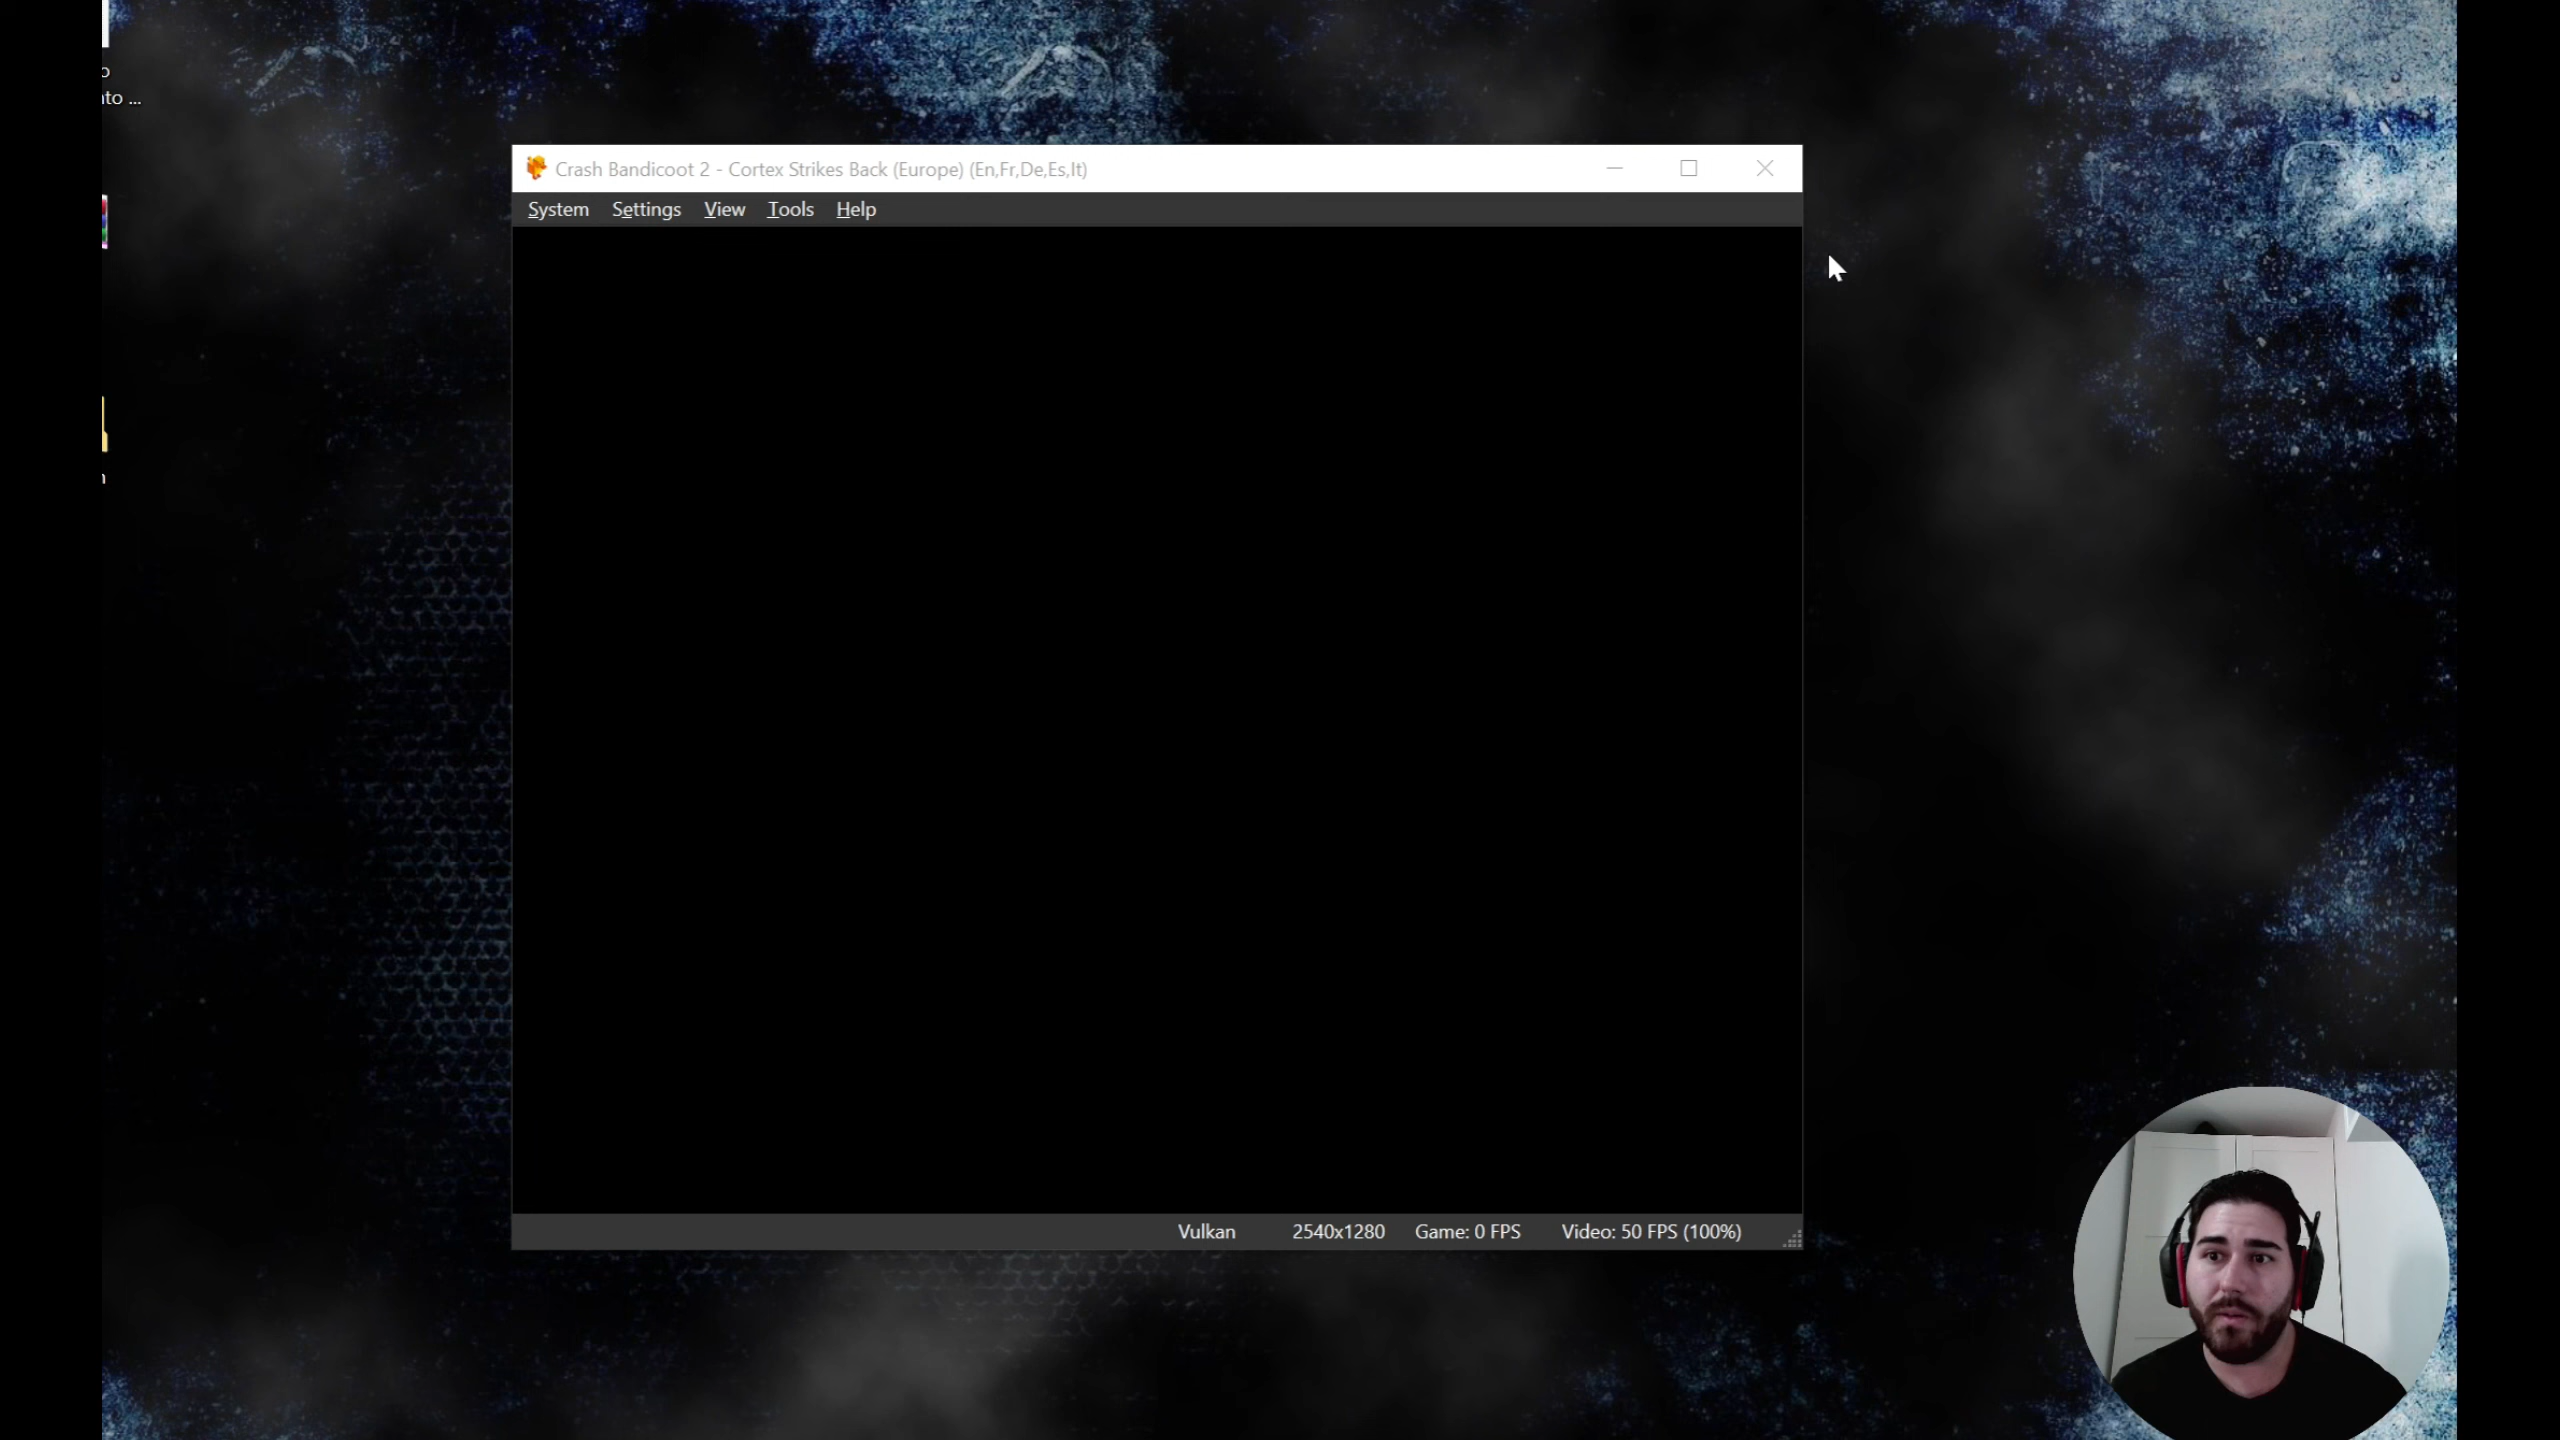 to ...
Crash Bandicoot 2 - Cortex Strikes Back (Europe) (En,Fr,De,Es,It)
System Settings View Tools Help
Vulkan 2540x1280 Game: 0 FPS Video: 50 FPS (100%)